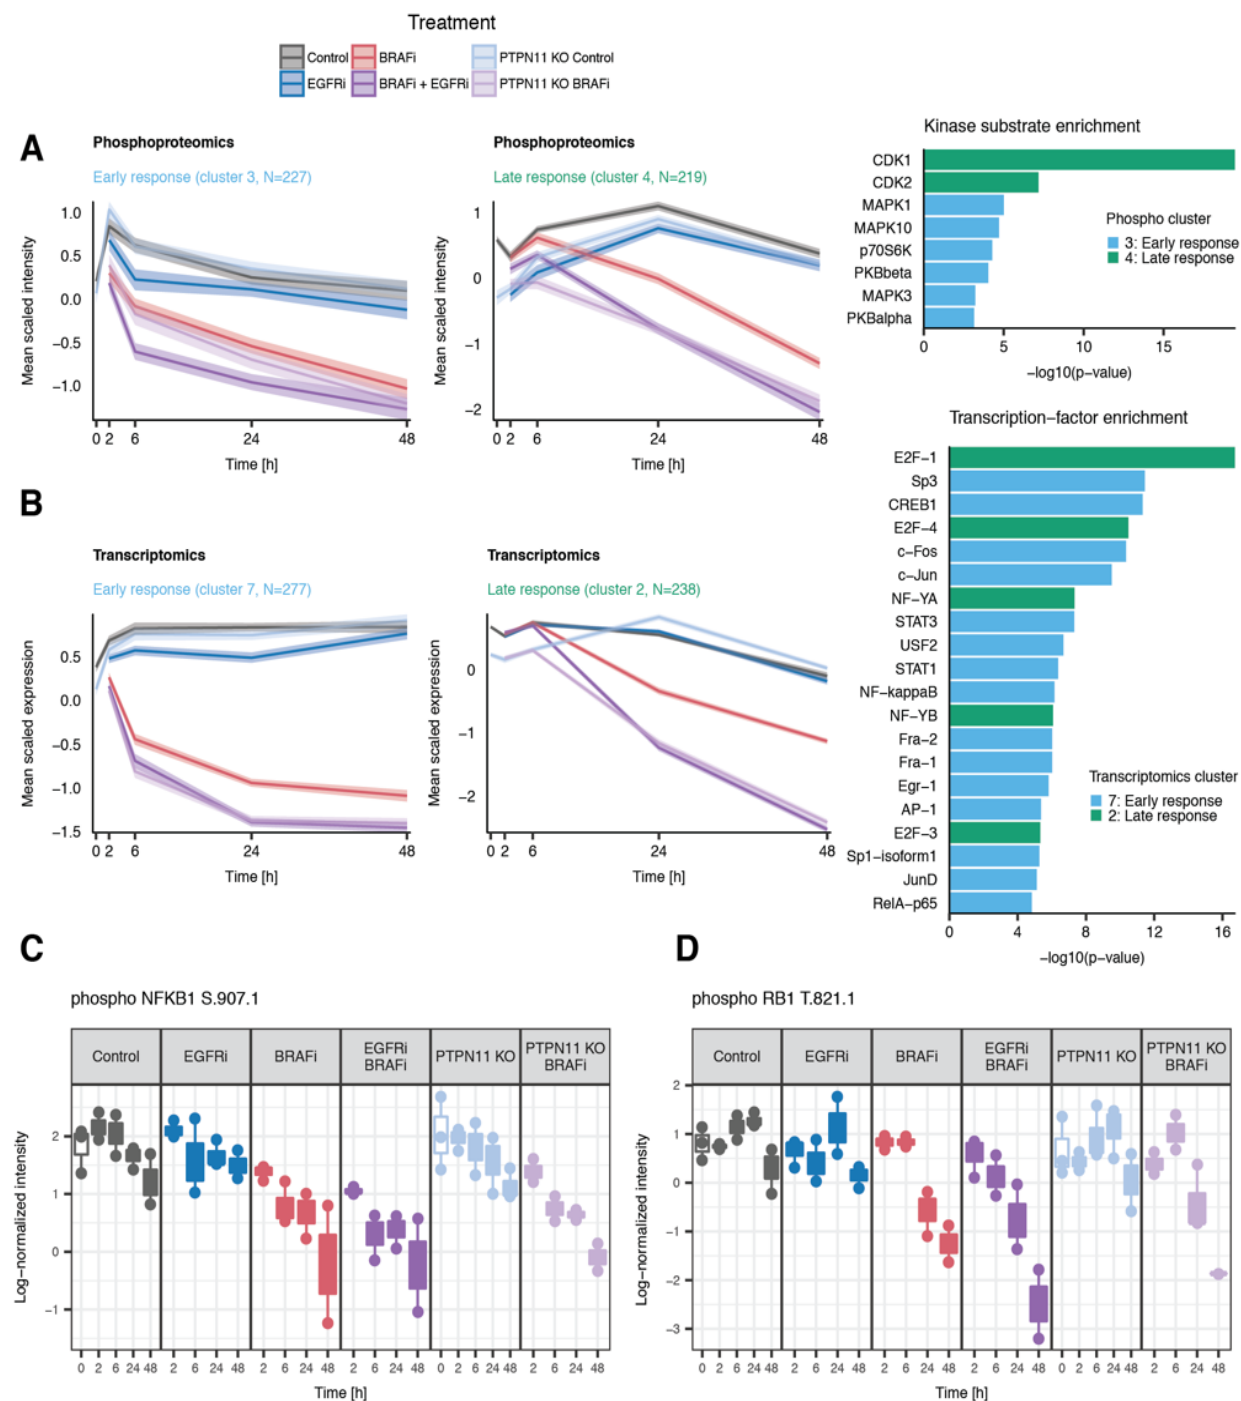 Treatment
Control
BRAFi
PTPN11 KO Control
EGFRi
BRAFi + EGFRi
PTPN11 KO BRAFi
A
Phosphoproteomics
Early response (cluster 3, N=227)
Mean scaled intensity
1.0
0.5
0.0
−0.5
−1.0
0 2 6 24 48
Time [h]
Phosphoproteomics
Late response (cluster 4, N=219)
Mean scaled intensity
1
0
−1
−2
0 2 6 24 48
Time [h]
Kinase substrate enrichment
CDK1
CDK2
MAPK1
MAPK10
p70S6K
PKBbeta
MAPK3
PKBalpha
Phospho cluster
3: Early response
4: Late response
0 5 10 15
−log10(p−value)
B
Transcriptomics
Early response (cluster 7, N=277)
Mean scaled expression
0.5
0.0
−0.5
−1.0
−1.5
0 2 6 24 48
Time [h]
Transcriptomics
Late response (cluster 2, N=238)
Mean scaled expression
0
−1
−2
0 2 6 24 48
Time [h]
Transcription−factor enrichment
E2F−1
Sp3
CREB1
E2F−4
c−Fos
c−Jun
NF−YA
STAT3
USF2
STAT1
NF−kappaB
NF−YB
Fra−2
Fra−1
Egr−1
AP−1
E2F−3
Sp1−isoform1
JunD
RelA−p65
Transcriptomics cluster
7: Early response
2: Late response
0 4 8 12 16
−log10(p−value)
C
phospho NFKB1 S.907.1
Control
EGFRi
BRAFi
EGFRi
BRAFi
PTPN11 KO
PTPN11 KO
BRAFi
Log−normalized intensity
2
1
0
−1
0 2 6 24 48 2 6 24 48 2 6 24 48 2 6 24 48 0 2 6 24 48 2 6 24 48
Time [h]
D
phospho RB1 T.821.1
Control
EGFRi
BRAFi
EGFRi
BRAFi
PTPN11 KO
PTPN11 KO
BRAFi
Log−normalized intensity
2
1
0
−1
−2
−3
0 2 6 24 48 2 6 24 48 2 6 24 48 2 6 24 48 0 2 6 24 48 2 6 24 48
Time [h]